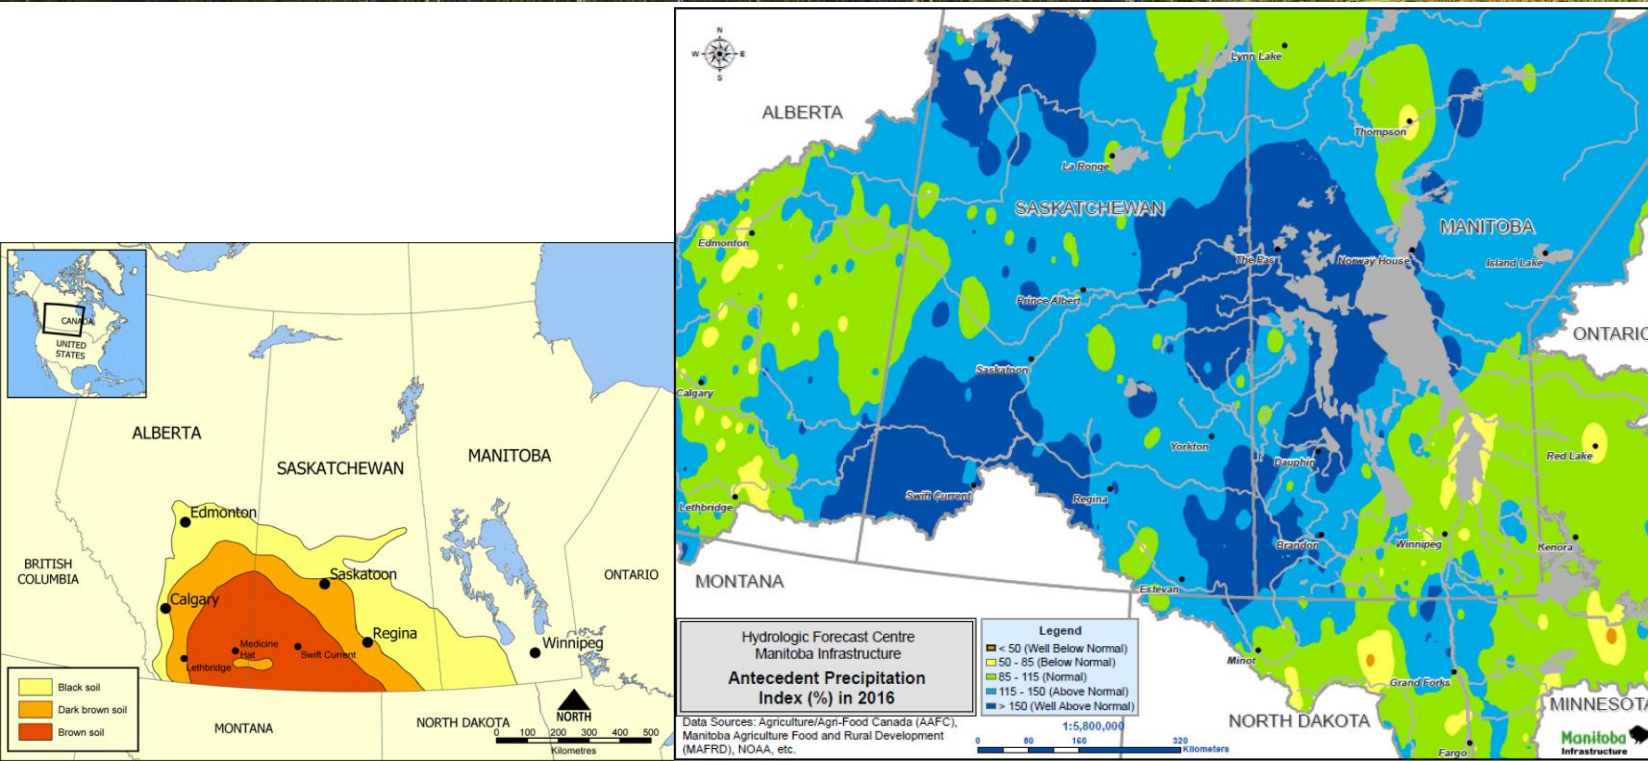 CANADA
UNITED
STATES
ALBERTA
SASKATCHEWAN
MANITOBA
BRITISH
COLUMBIA
ONTARIO
Edmonton
Saskatoon
Calgary
Regina
Medicine
Hat
Swift Current
Lethbridge
Winnipeg
Black soil
Dark brown soil
Brown soil
MONTANA
NORTH DAKOTA
NORTH
0 100 200 300 400 500
Kilometres
N
W E
S
ALBERTA
Lynn Lake
Thompson
La Ronge
SASKATCHEWAN
MANITOBA
Edmonton
The Pas
Norway House
Island Lake
Prince Albert
ONTARIO
Saskatoon
Calgary
Yorkton
Dauphin
Red Lake
Swift Current
Regina
Lethbridge
Brandon
Winnipeg
Kenora
MONTANA
Estevan
Minot
Grand Forks
NORTH DAKOTA
MINNESOTA
Fargo
Hydrologic Forecast Centre
Manitoba Infrastructure
Antecedent Precipitation
Index (%) in 2016
Legend
< 50 (Well Below Normal)
50 - 85 (Below Normal)
85 - 115 (Normal)
115 - 150 (Above Normal)
> 150 (Well Above Normal)
Data Sources: Agriculture/Agri-Food Canada (AAFC),
Manitoba Agriculture Food and Rural Development
(MAFRD), NOAA, etc.
1:5,800,000
0 80 160 320
Kilometers
Manitoba
Infrastructure